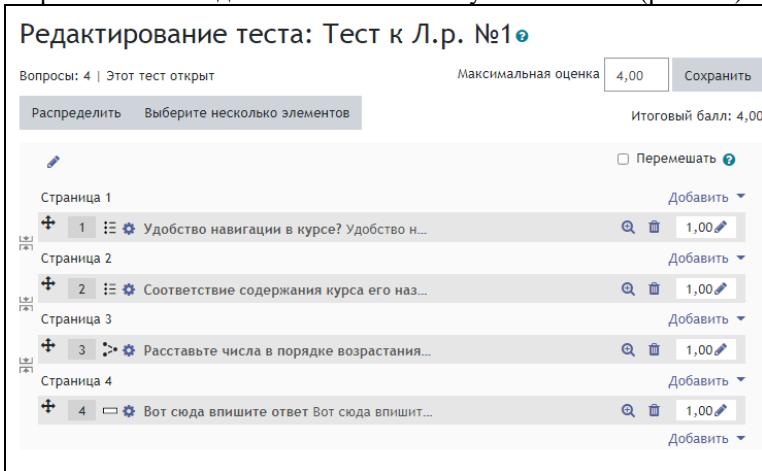 Редактирование теста: Тест к Л.р. №1
Вопросы: 4 | Этот тест открыт Максимальная оценка 4,00 Сохранить
Распределить Выберите несколько элементов Итоговый балл: 4,00
Перемешать
Страница 1 Добавить
1 Удобство навигации в курсе? Удобство н... 1,00
Страница 2 Добавить
2 Соответствие содержания курса его наз... 1,00
Страница 3 Добавить
3 Расставьте числа в порядке возрастания... 1,00
Страница 4 Добавить
4 Вот сюда впишите ответ Вот сюда впишит... 1,00
Добавить